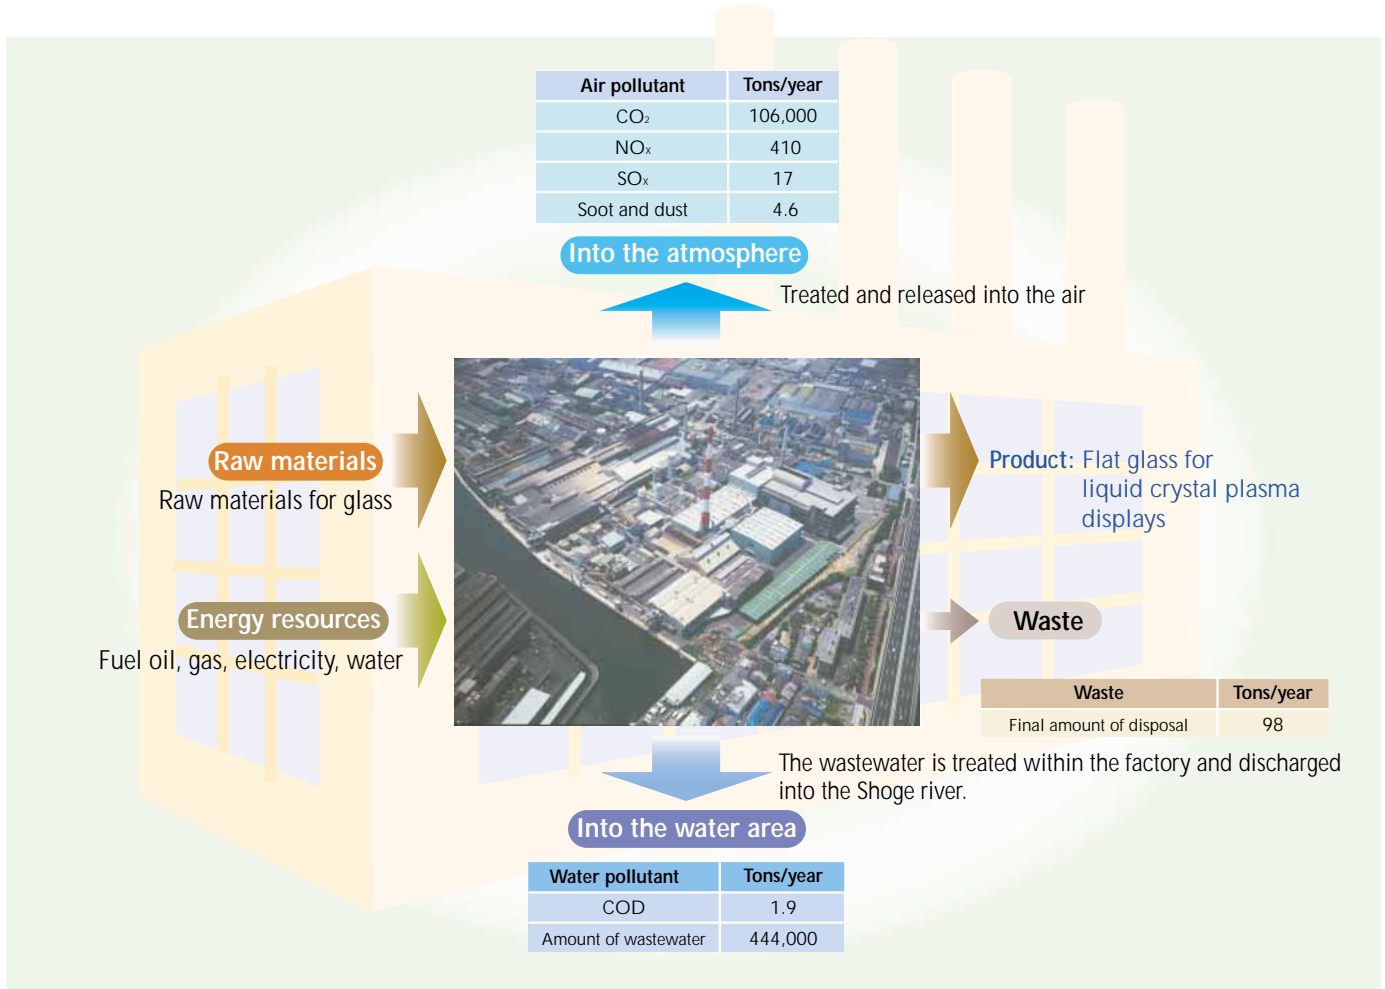 Air pollutant Tons/year
CO₂ 106,000
NOx 410
SOx 17
Soot and dust 4.6
Into the atmosphere
Treated and released into the air
Raw materials
Raw materials for glass
Energy resources
Fuel oil, gas, electricity, water
Product: Flat glass for
liquid crystal plasma
displays
Waste
Waste Tons/year
Final amount of disposal 98
The wastewater is treated within the factory and discharged
into the Shoge river.
Into the water area
Water pollutant Tons/year
COD 1.9
Amount of wastewater 444,000